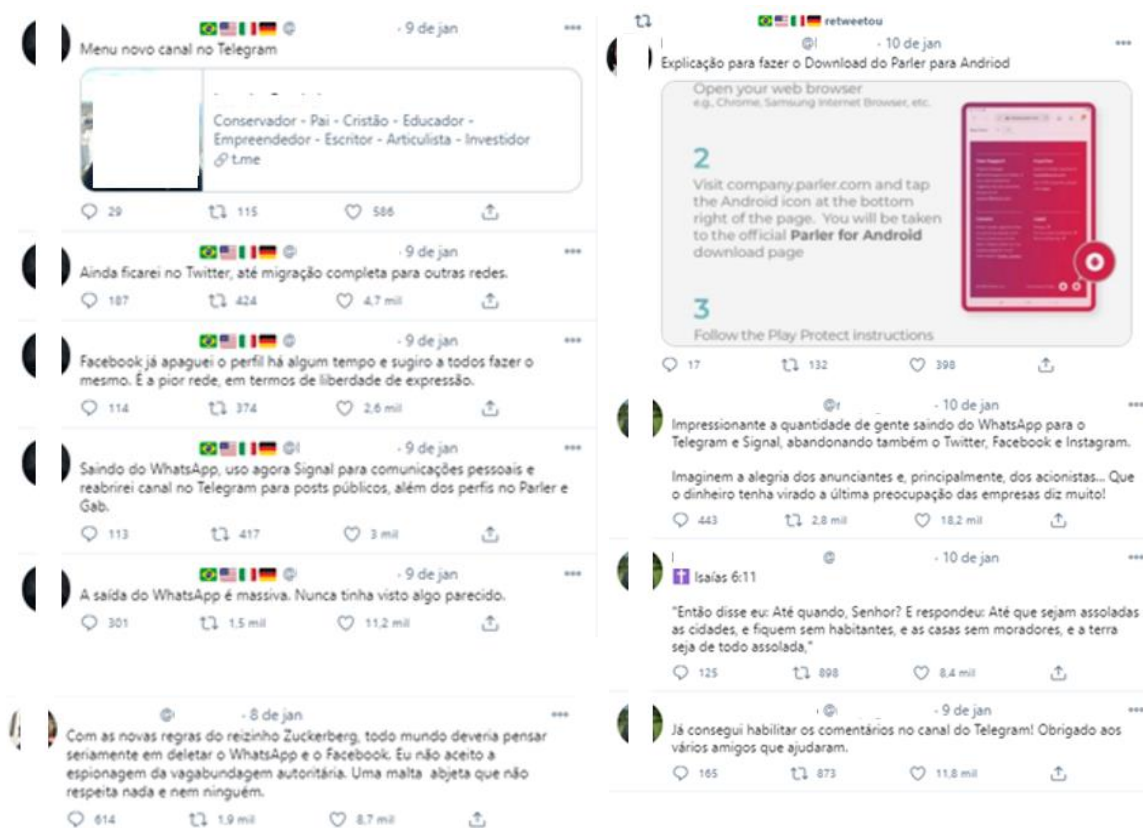 @
· 9 de jan
Menu novo canal no Telegram
Conservador - Pai - Cristão - Educador -
Empreendedor - Escritor - Articulista - Investidor
t.me
29 115 586
@
· 9 de jan
Ainda ficarei no Twitter, até migração completa para outras redes.
187 424 4,7 mil
· 9 de jan
Facebook já apaguei o perfil há algum tempo e sugiro a todos fazer o
mesmo. É a pior rede, em termos de liberdade de expressão.
114 374 2,6 mil
@
· 9 de jan
Saindo do WhatsApp, uso agora Signal para comunicações pessoais e
reabrirei canal no Telegram para posts públicos, além dos perfis no Parler e
Gab.
113 417 3 mil
@
· 9 de jan
A saída do WhatsApp é massiva. Nunca tinha visto algo parecido.
301 1,5 mil 11,2 mil
@
· 8 de jan
Com as novas regras do reizinho Zuckerberg, todo mundo deveria pensar
seriamente em deletar o WhatsApp e o Facebook. Eu não aceito a
espionagem da vagabundagem autoritária. Uma malta abjeta que não
respeita nada e nem ninguém.
614 1,9 mil 8,7 mil
retweetou
@
· 10 de jan
Explicação para fazer o Download do Parler para Andriod
Open your web browser
e.g., Chrome, Samsung Internet Browser, etc.
2
Visit company.parler.com and tap
the Android icon at the bottom
right of the page. You will be taken
to the official Parler for Android
download page
3
Follow the Play Protect instructions
17 132 398
@
· 10 de jan
Impressionante a quantidade de gente saindo do WhatsApp para o
Telegram e Signal, abandonando também o Twitter, Facebook e Instagram.
Imaginem a alegria dos anunciantes e, principalmente, dos acionistas... Que
o dinheiro tenha virado a última preocupação das empresas diz muito!
443 2,8 mil 18,2 mil
@
· 10 de jan
Isaías 6:11
"Então disse eu: Até quando, Senhor? E respondeu: Até que sejam assoladas
as cidades, e fiquem sem habitantes, e as casas sem moradores, e a terra
seja de todo assolada,"
125 898 8,4 mil
@
· 9 de jan
Já consegui habilitar os comentários no canal do Telegram! Obrigado aos
vários amigos que ajudaram.
165 873 11,8 mil